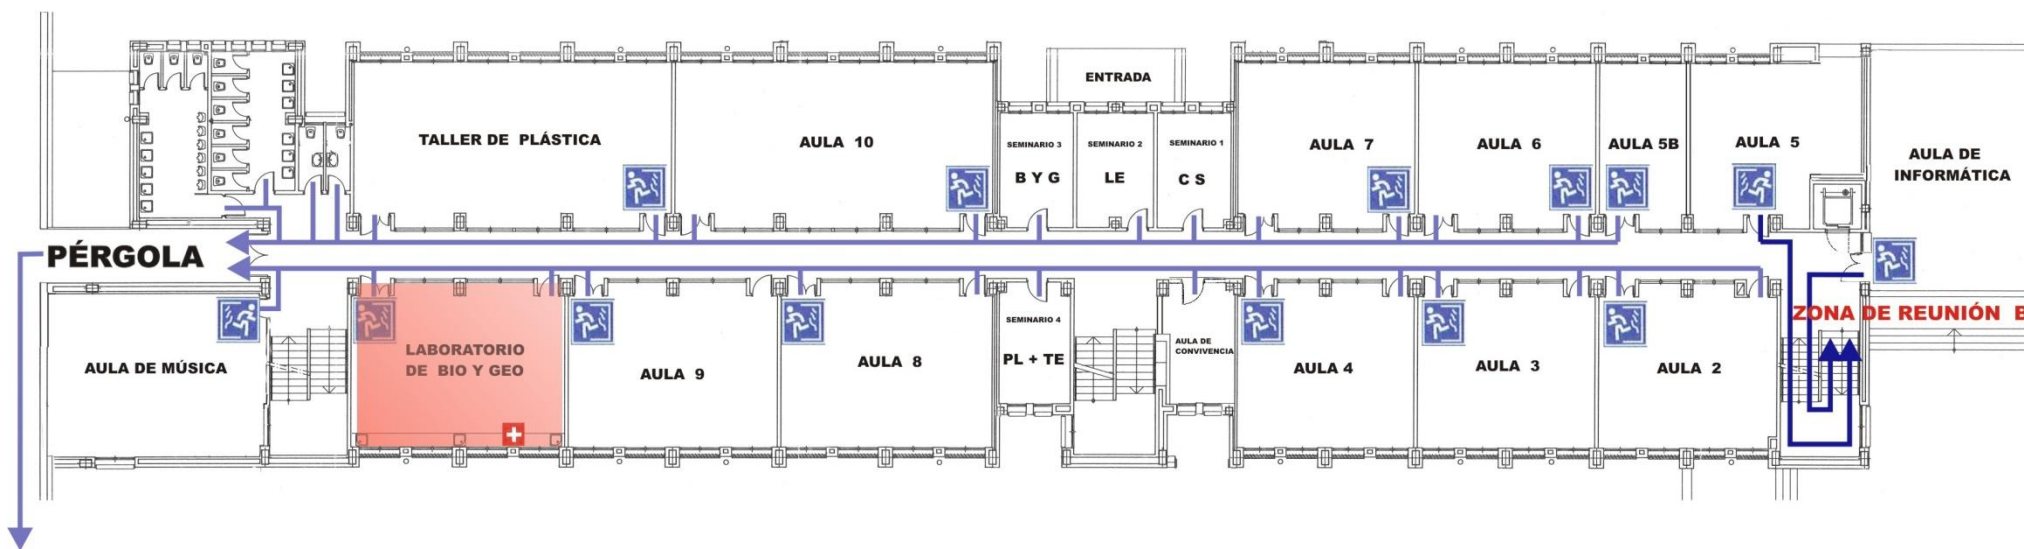 ENTRADA
TALLER DE PLÁSTICA
AULA 10
SEMINARIO 3
B Y G
SEMINARIO 2
LE
SEMINARIO 1
C S
AULA 7
AULA 6
AULA 5B
AULA 5
AULA DE
INFORMÁTICA
PÉRGOLA
ZONA DE REUNIÓN B
AULA DE MÚSICA
LABORATORIO
DE BIO Y GEO
AULA 9
AULA 8
SEMINARIO 4
PL + TE
AULA DE
CONVIVENCIA
AULA 4
AULA 3
AULA 2